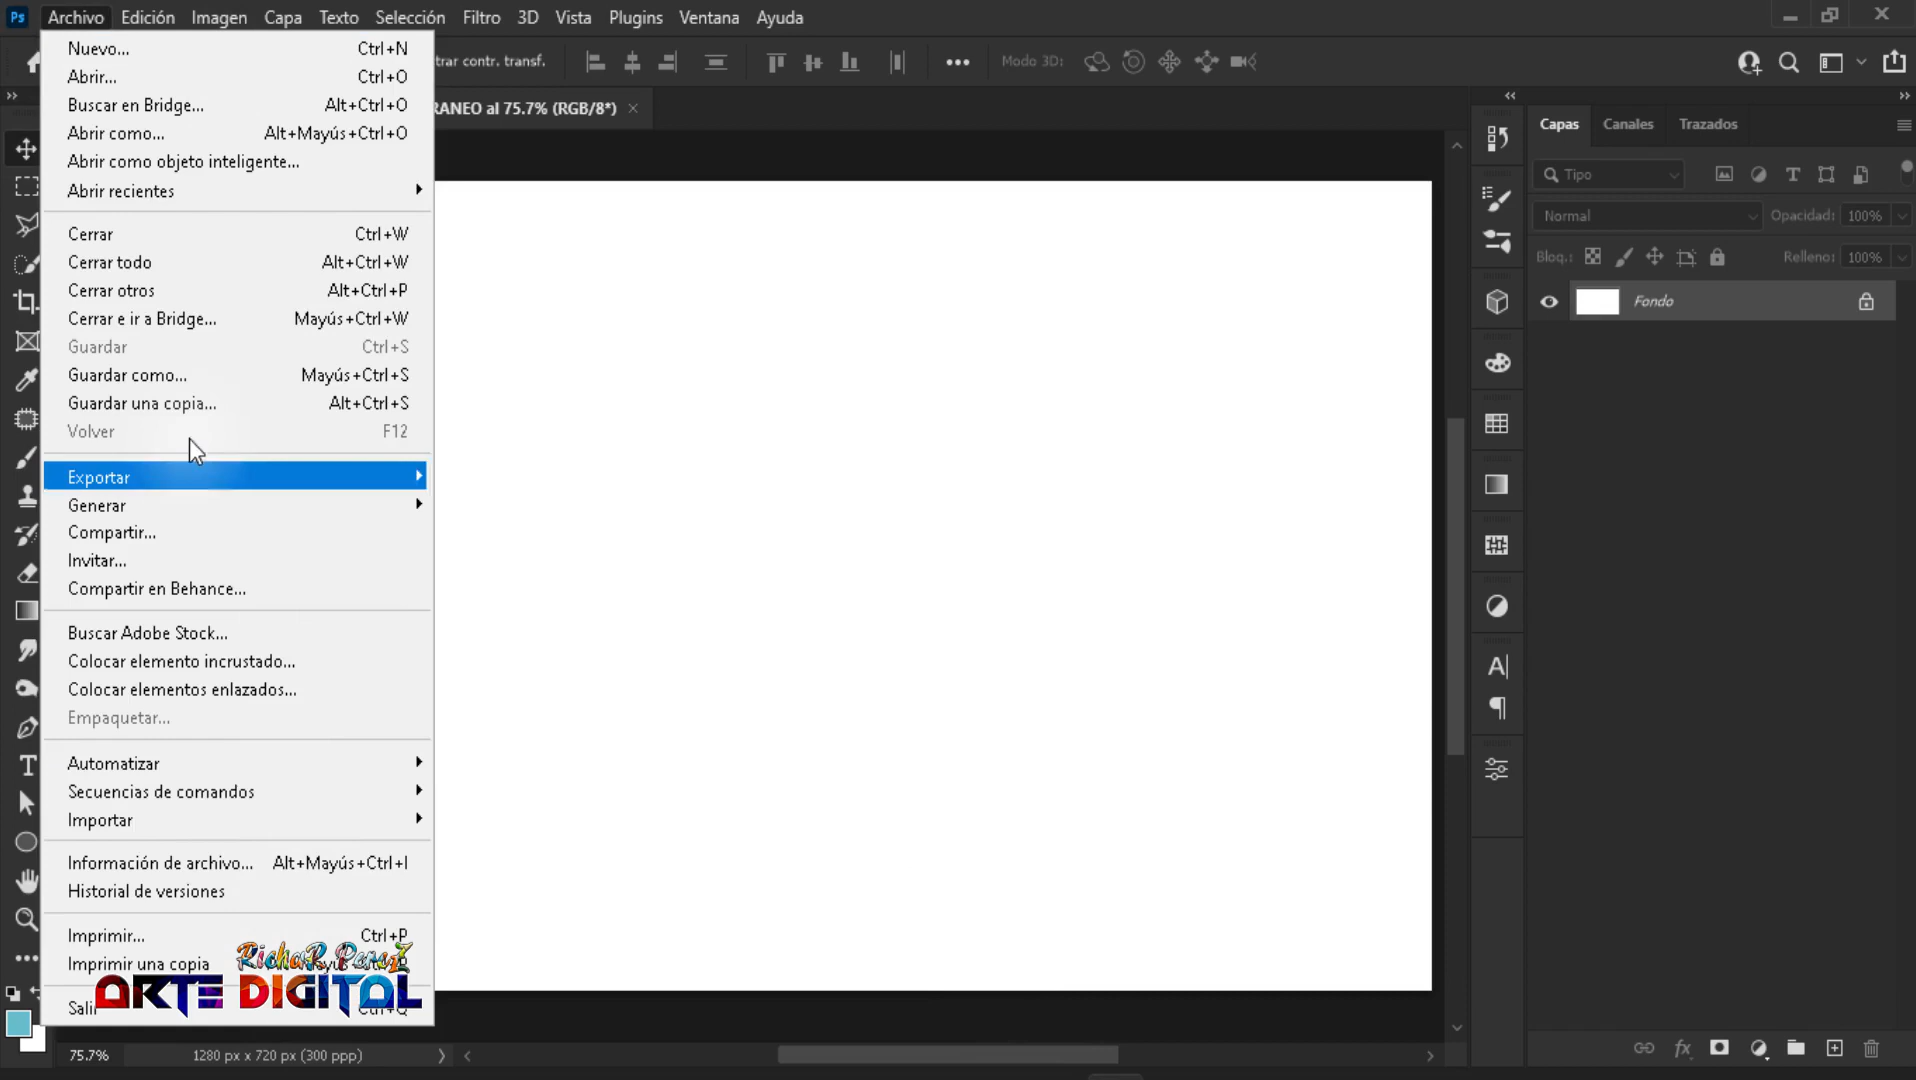 Ps Archivo Edición Imagen Capa Texto Selección Filtro 3D Vista Plugins Ventana Ayuda
trar contr. transf. Modo 3D:
RANEO al 75.7% (RGB/8*)
Nuevo... Ctrl+N
Abrir... Ctrl+O
Buscar en Bridge... Alt+Ctrl+O
Abrir como... Alt+Mayús+Ctrl+O
Abrir como objeto inteligente...
Abrir recientes
Cerrar Ctrl+W
Cerrar todo Alt+Ctrl+W
Cerrar otros Alt+Ctrl+P
Cerrar e ir a Bridge... Mayús+Ctrl+W
Guardar Ctrl+S
Guardar como... Mayús+Ctrl+S
Guardar una copia... Alt+Ctrl+S
Volver F12
Exportar
Generar
Compartir...
Invitar...
Compartir en Behance...
Buscar Adobe Stock...
Colocar elemento incrustado...
Colocar elementos enlazados...
Empaquetar...
Automatizar
Secuencias de comandos
Importar
Información de archivo... Alt+Mayús+Ctrl+I
Historial de versiones
Imprimir... Ctrl+P
Imprimir una copia
Salir Ctrl+Q
RichaR Perez
ARTE DIGITAL
75.7% 1280 px x 720 px (300 ppp)
Capas Canales Trazados
Tipo
Normal Opacidad: 100%
Bloq.: Relleno: 100%
Fondo